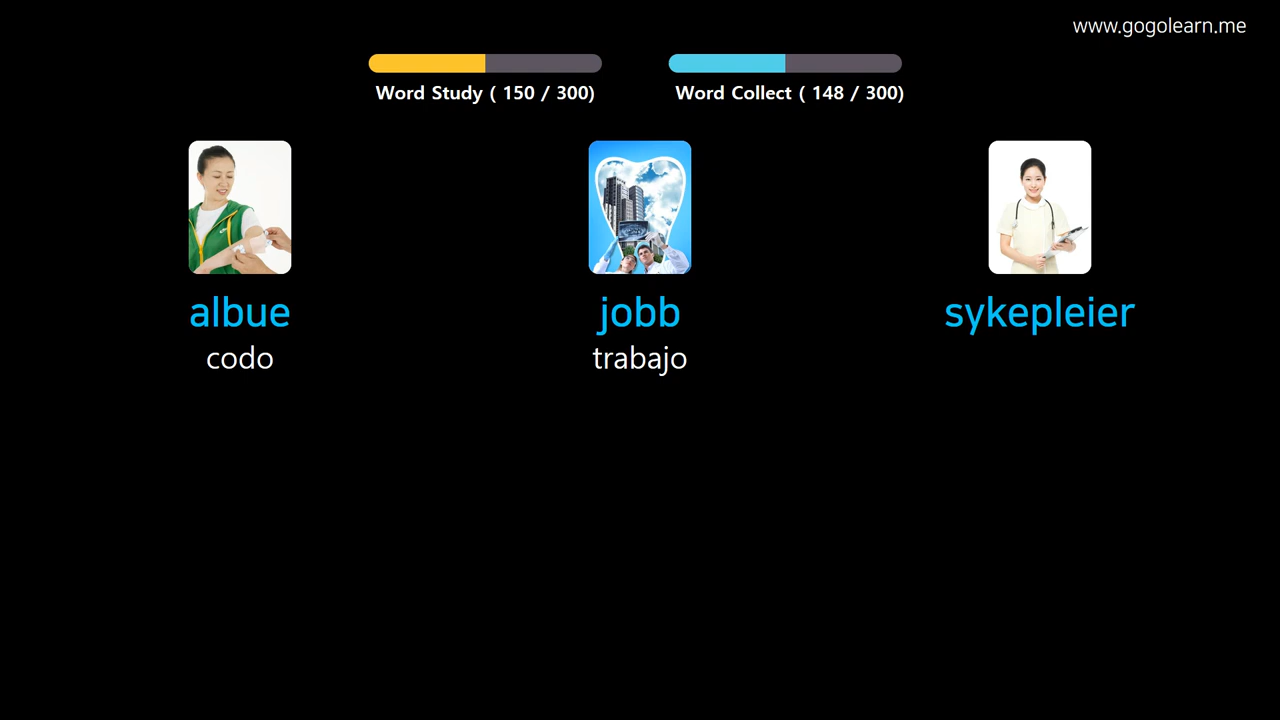 www.gogolearn.me
Word Study ( 150 / 300)
Word Collect ( 148 / 300)
albue
jobb
sykepleier
codo
trabajo